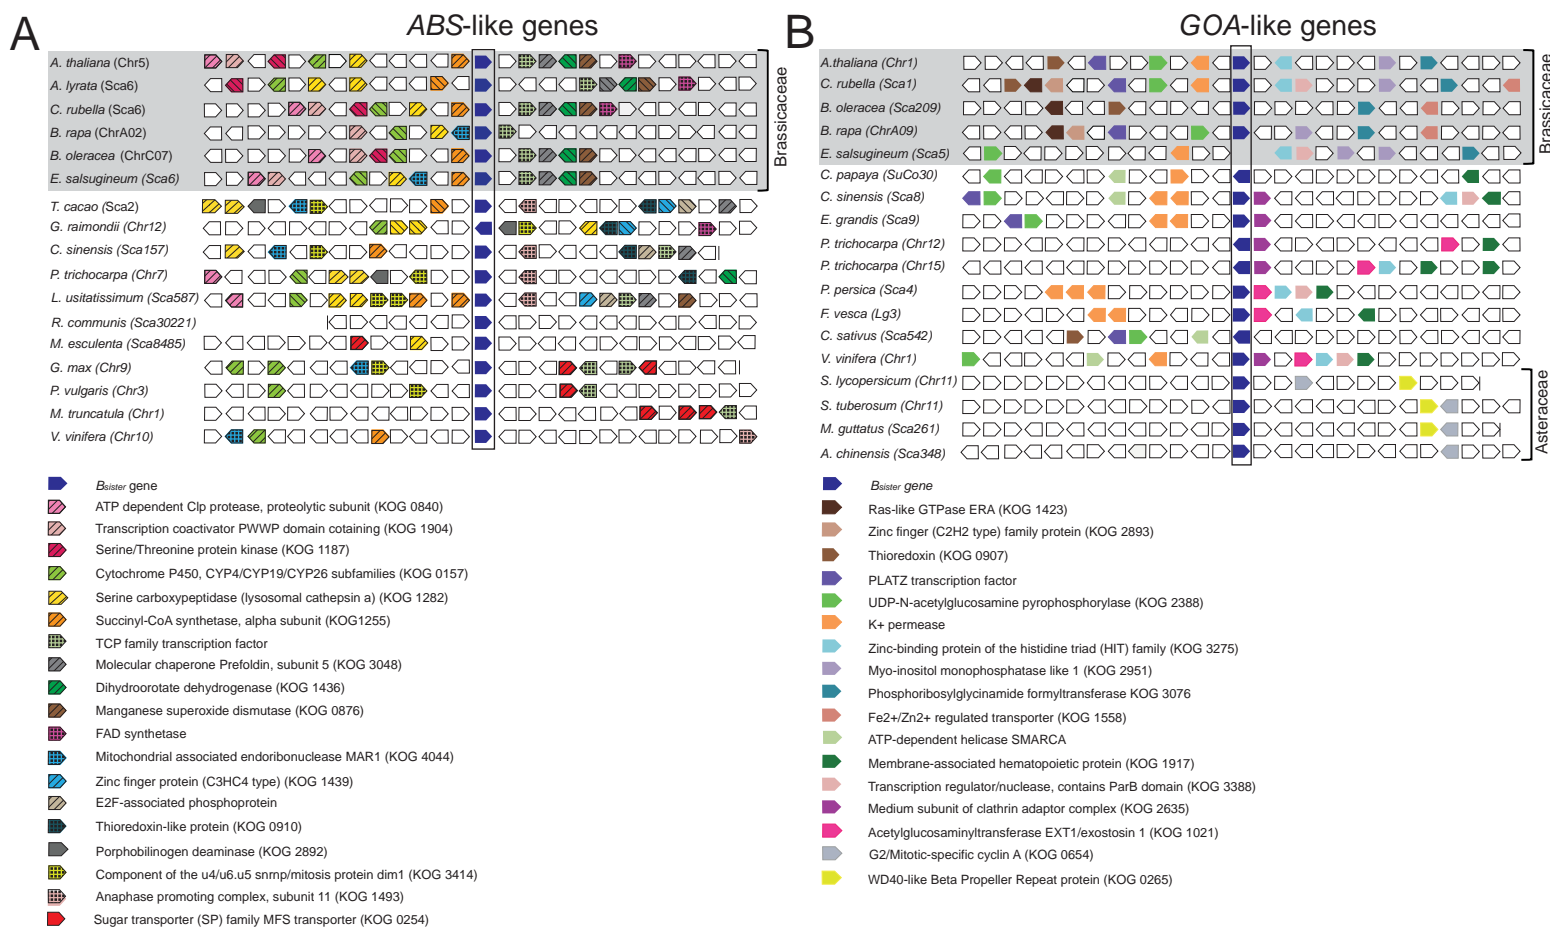 A
ABS-like genes
A. thaliana (Chr5)
A. lyrata (Sca6)
C. rubella (Sca6)
B. rapa (ChrA02)
B. oleracea (ChrC07)
E. salsugineum (Sca6)
Brassicaceae
T. cacao (Sca2)
G. raimondii (Chr12)
C. sinensis (Sca157)
P. trichocarpa (Chr7)
L. usitatissimum (Sca587)
R. communis (Sca30221)
M. esculenta (Sca8485)
G. max (Chr9)
P. vulgaris (Chr3)
M. truncatula (Chr1)
V. vinifera (Chr10)
Bsister gene
ATP dependent Clp protease, proteolytic subunit (KOG 0840)
Transcription coactivator PWWP domain cotaining (KOG 1904)
Serine/Threonine protein kinase (KOG 1187)
Cytochrome P450, CYP4/CYP19/CYP26 subfamilies (KOG 0157)
Serine carboxypeptidase (lysosomal cathepsin a) (KOG 1282)
Succinyl-CoA synthetase, alpha subunit (KOG1255)
TCP family transcription factor
Molecular chaperone Prefoldin, subunit 5 (KOG 3048)
Dihydroorotate dehydrogenase (KOG 1436)
Manganese superoxide dismutase (KOG 0876)
FAD synthetase
Mitochondrial associated endoribonuclease MAR1 (KOG 4044)
Zinc finger protein (C3HC4 type) (KOG 1439)
E2F-associated phosphoprotein
Thioredoxin-like protein (KOG 0910)
Porphobilinogen deaminase (KOG 2892)
Component of the u4/u6.u5 snrnp/mitosis protein dim1 (KOG 3414)
Anaphase promoting complex, subunit 11 (KOG 1493)
Sugar transporter (SP) family MFS transporter (KOG 0254)
B
GOA-like genes
A.thaliana (Chr1)
C. rubella (Sca1)
B. oleracea (Sca209)
B. rapa (ChrA09)
E. salsugineum (Sca5)
Brassicaceae
C. papaya (SuCo30)
C. sinensis (Sca8)
E. grandis (Sca9)
P. trichocarpa (Chr12)
P. trichocarpa (Chr15)
P. persica (Sca4)
F. vesca (Lg3)
C. sativus (Sca542)
V. vinifera (Chr1)
S. lycopersicum (Chr11)
S. tuberosum (Chr11)
M. guttatus (Sca261)
A. chinensis (Sca348)
Asteraceae
Bsister gene
Ras-like GTPase ERA (KOG 1423)
Zinc finger (C2H2 type) family protein (KOG 2893)
Thioredoxin (KOG 0907)
PLATZ transcription factor
UDP-N-acetylglucosamine pyrophosphorylase (KOG 2388)
K+ permease
Zinc-binding protein of the histidine triad (HIT) family (KOG 3275)
Myo-inositol monophosphatase like 1 (KOG 2951)
Phosphoribosylglycinamide formyltransferase KOG 3076
Fe2+/Zn2+ regulated transporter (KOG 1558)
ATP-dependent helicase SMARCA
Membrane-associated hematopoietic protein (KOG 1917)
Transcription regulator/nuclease, contains ParB domain (KOG 3388)
Medium subunit of clathrin adaptor complex (KOG 2635)
Acetylglucosaminyltransferase EXT1/exostosin 1 (KOG 1021)
G2/Mitotic-specific cyclin A (KOG 0654)
WD40-like Beta Propeller Repeat protein (KOG 0265)